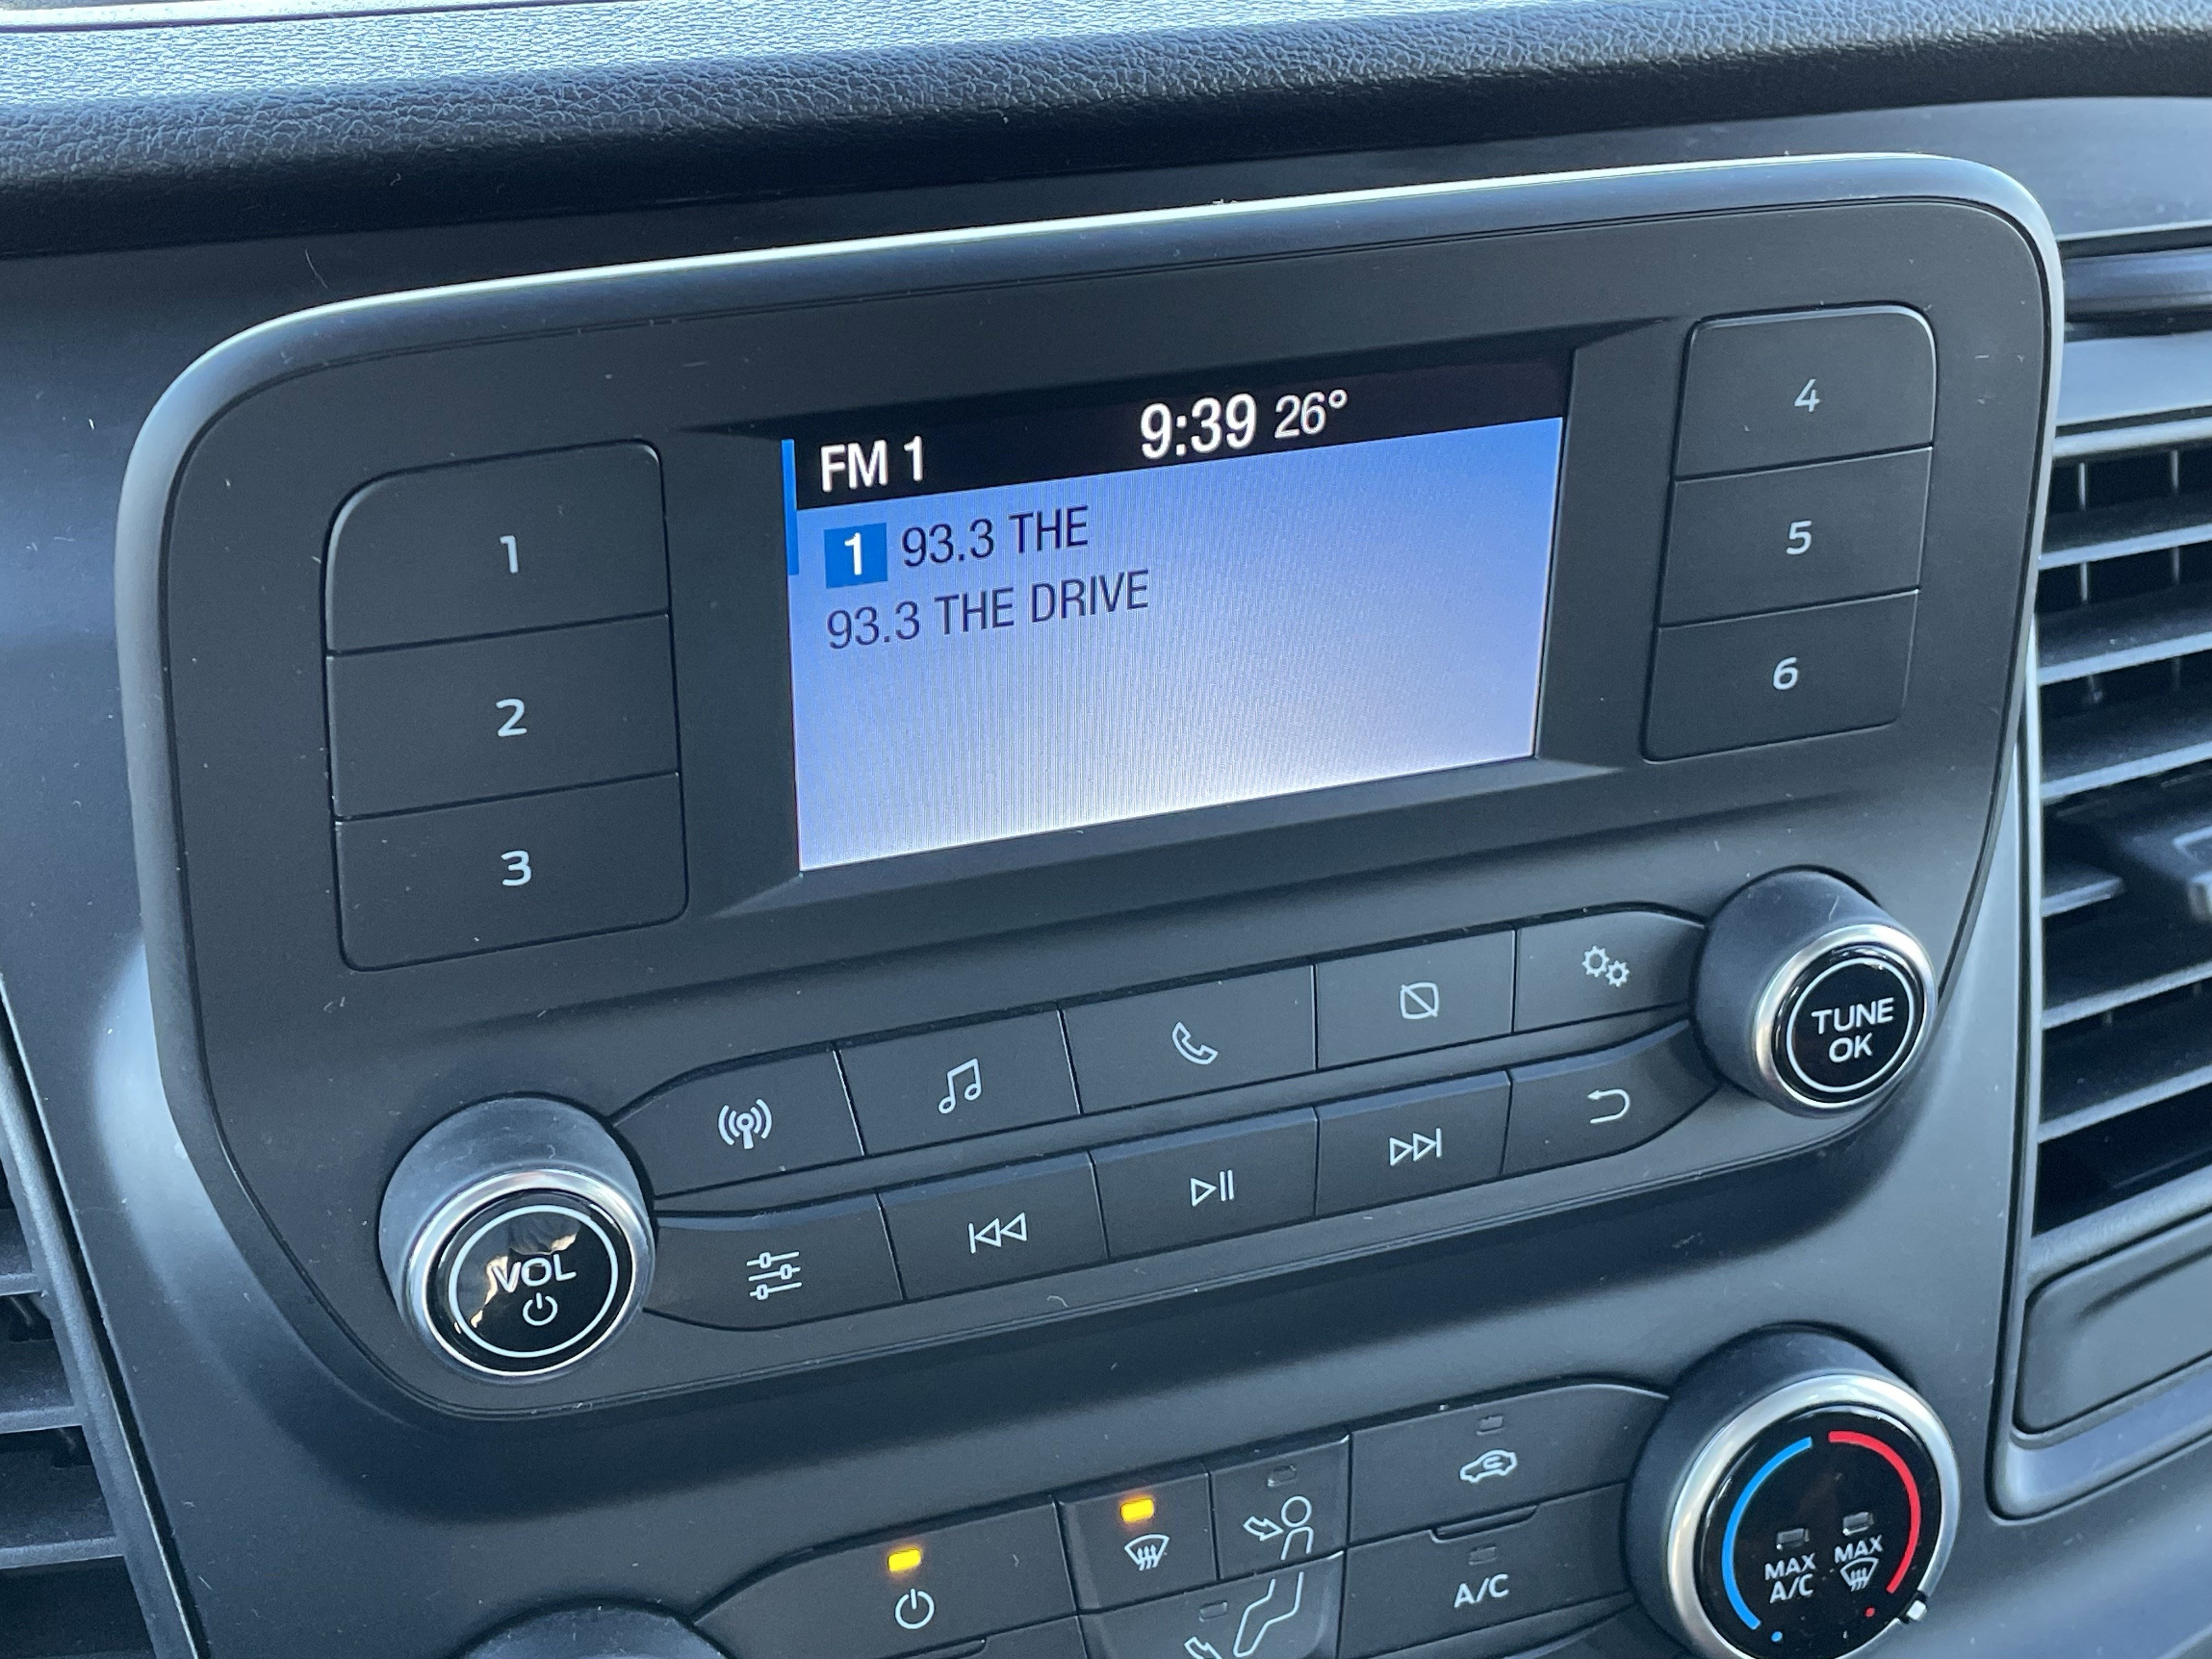 FM 1 9:39 26°
1 93.3 THE
93.3 THE DRIVE
1
2
3
4
5
6
TUNE
OK
VOL
A/C
MAX
A/C
MAX